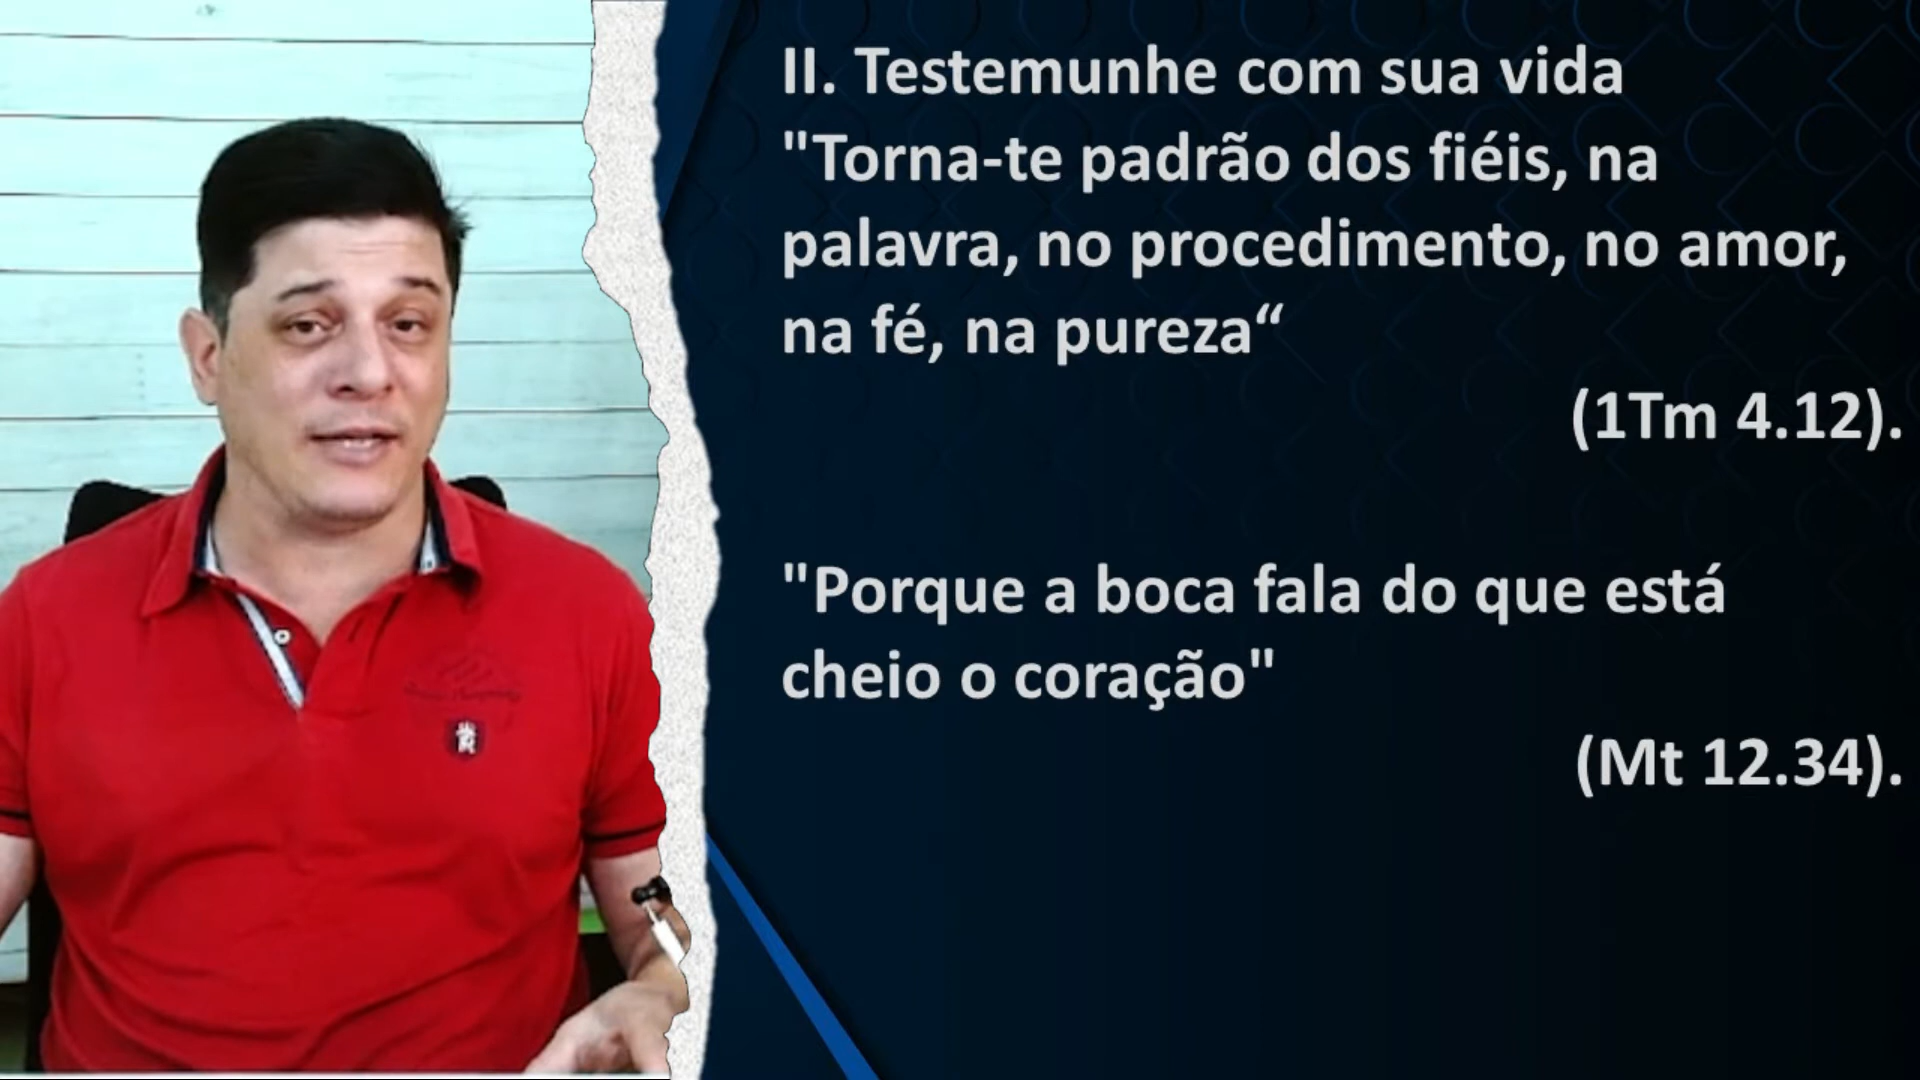 II. Testemunhe com sua vida
"Torna-te padrão dos fiéis, na
palavra, no procedimento, no amor,
na fé, na pureza“
(1Tm 4.12).
"Porque a boca fala do que está
cheio o coração"
(Mt 12.34).